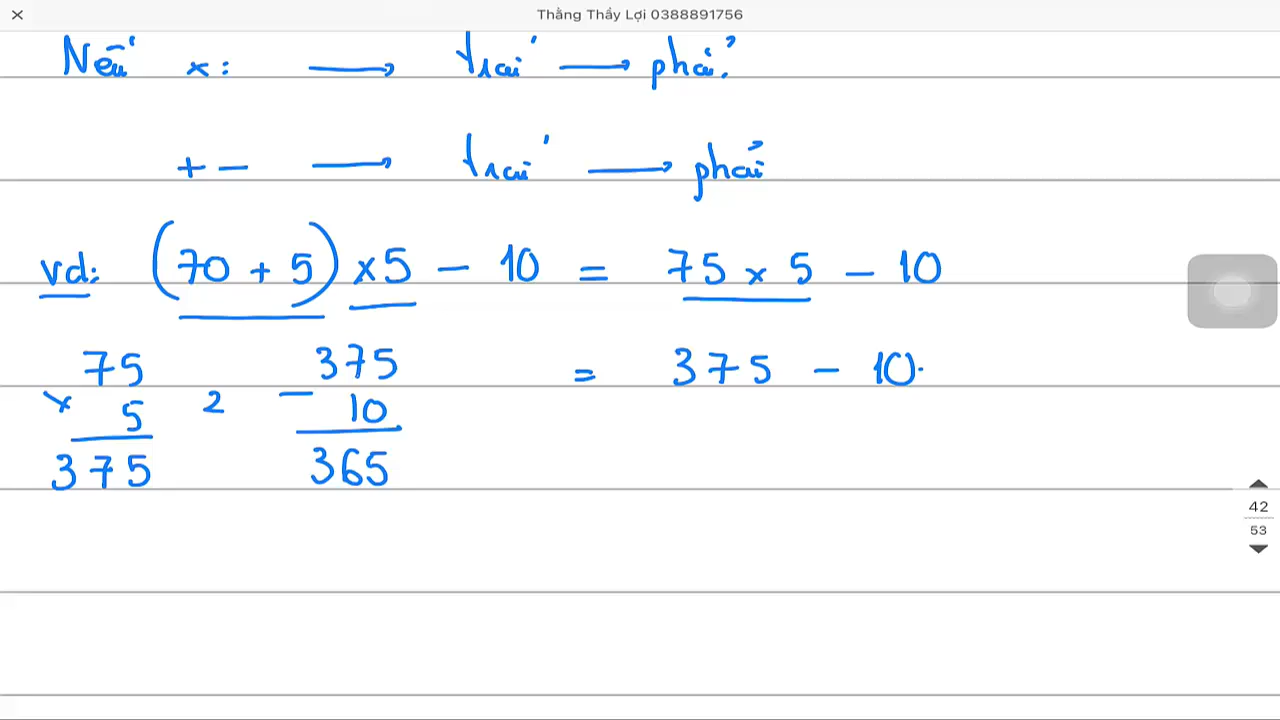 Thằng Thầy Lợi 0388891756
Nếu x: → trái → phải
+ − → trái → phải
vd: (70 + 5) x 5 − 10 = 75 x 5 − 10
75 375 = 375 − 10
x 5 2 − 10
375 365
42
53